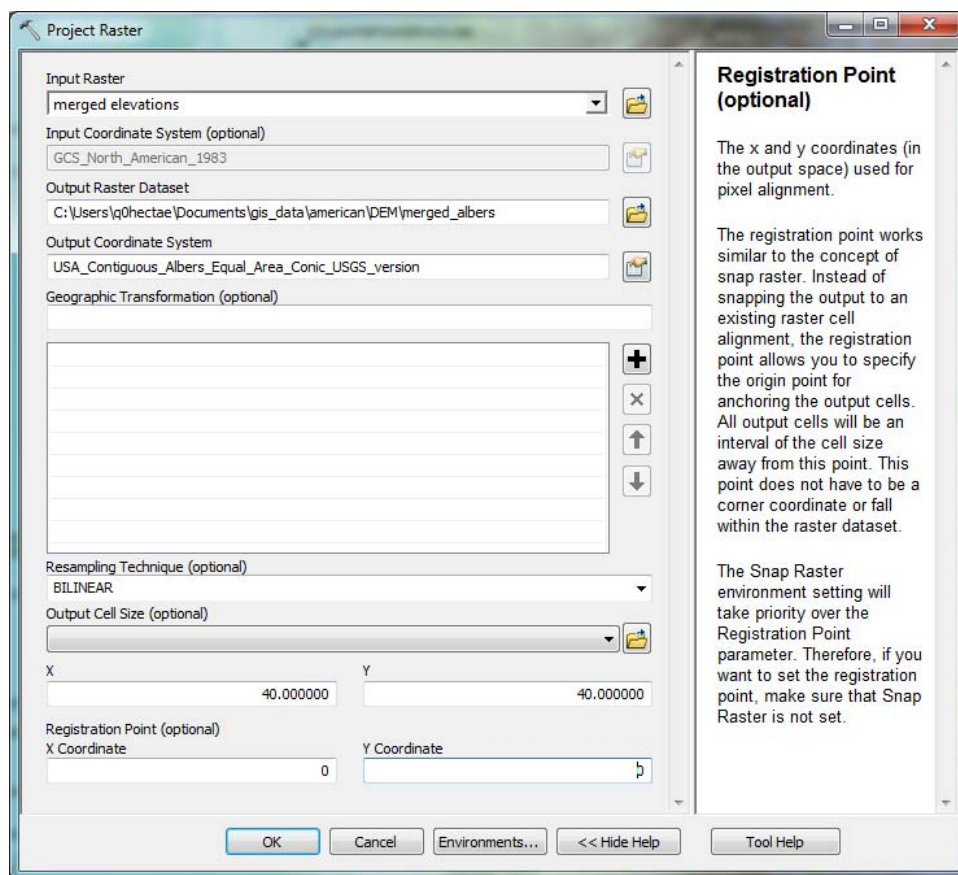 Project Raster
Input Raster
merged elevations
Input Coordinate System (optional)
GCS_North_American_1983
Output Raster Dataset
C:\Users\q0hectae\Documents\gis_data\american\DEM\merged_albers
Output Coordinate System
USA_Contiguous_Albers_Equal_Area_Conic_USGS_version
Geographic Transformation (optional)
Resampling Technique (optional)
BILINEAR
Output Cell Size (optional)
X Y
40.000000 40.000000
Registration Point (optional)
X Coordinate Y Coordinate
0 0
OK Cancel Environments... << Hide Help Tool Help
Registration Point
(optional)
The x and y coordinates (in
the output space) used for
pixel alignment.
The registration point works
similar to the concept of
snap raster. Instead of
snapping the output to an
existing raster cell
alignment, the registration
point allows you to specify
the origin point for
anchoring the output cells.
All output cells will be an
interval of the cell size
away from this point. This
point does not have to be a
corner coordinate or fall
within the raster dataset.
The Snap Raster
environment setting will
take priority over the
Registration Point
parameter. Therefore, if you
want to set the registration
point, make sure that Snap
Raster is not set.